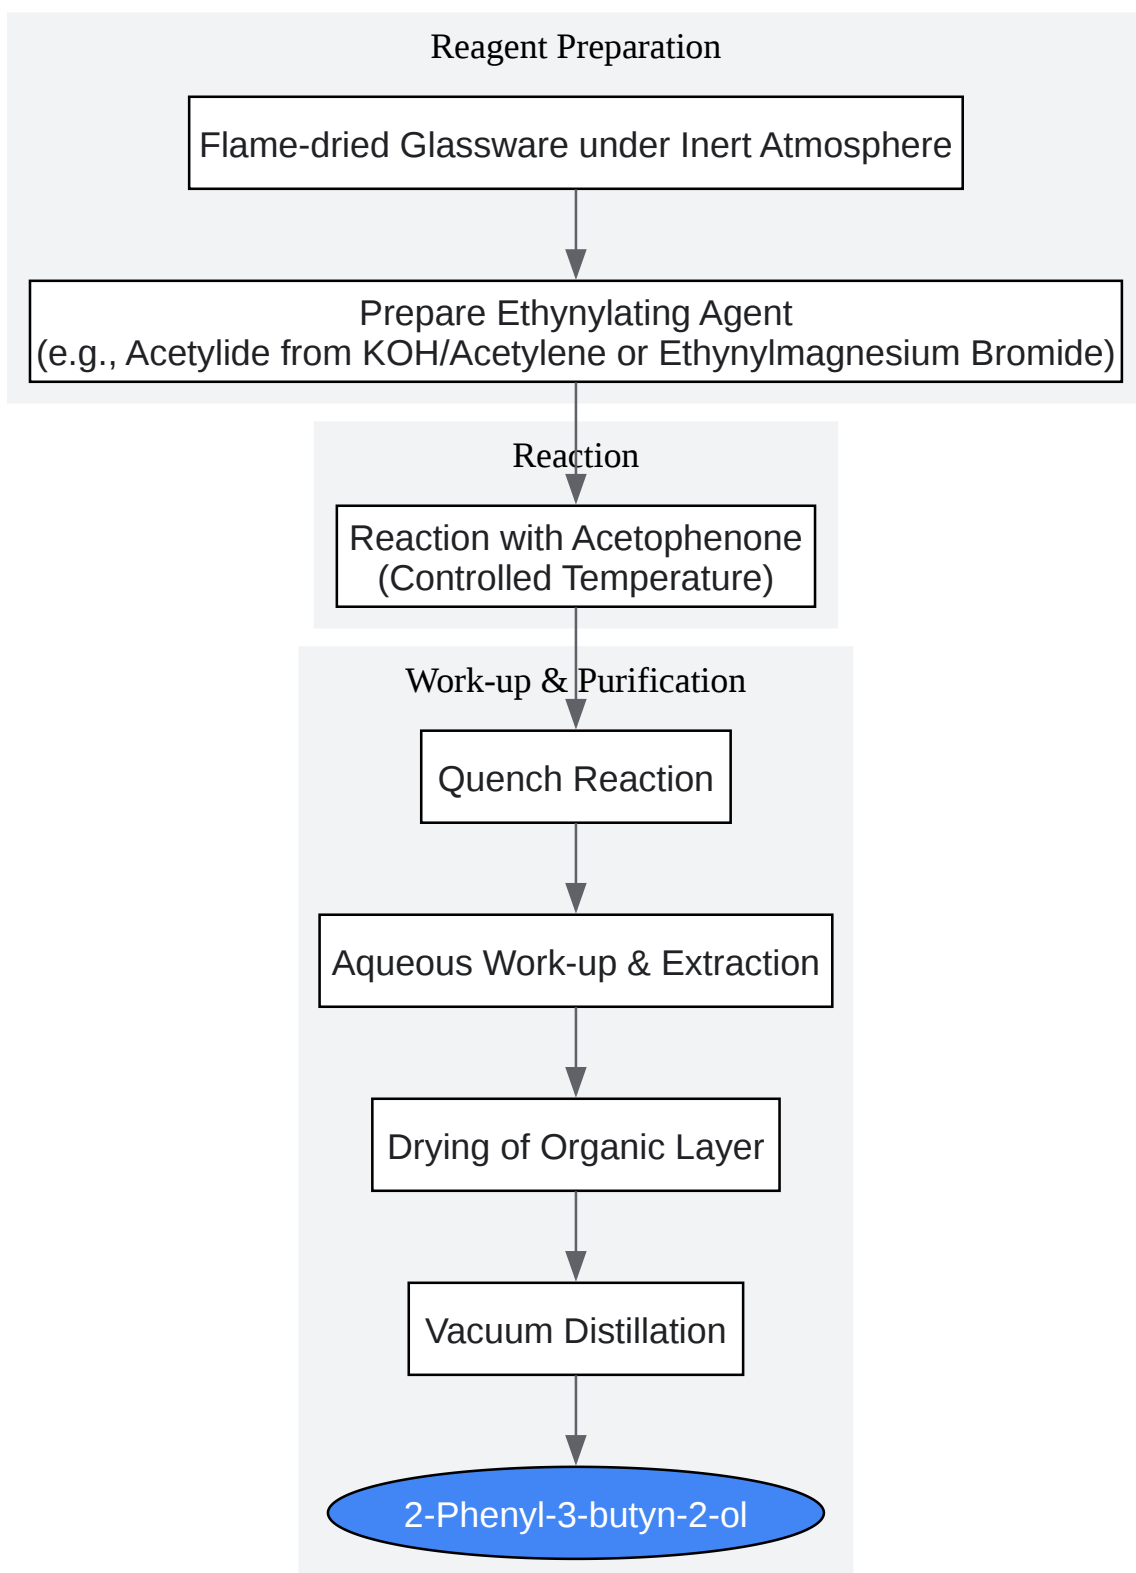 Reagent Preparation
Flame-dried Glassware under Inert Atmosphere
Prepare Ethynylating Agent
(e.g., Acetylide from KOH/Acetylene or Ethynylmagnesium Bromide)
Reaction
Reaction with Acetophenone
(Controlled Temperature)
Work-up & Purification
Quench Reaction
Aqueous Work-up & Extraction
Drying of Organic Layer
Vacuum Distillation
2-Phenyl-3-butyn-2-ol